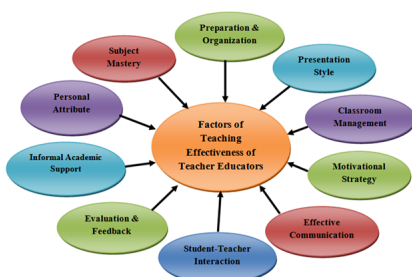 Preparation &
Organization
Subject
Mastery
Presentation
Style
Personal
Attribute
Classroom
Management
Factors of
Teaching
Effectiveness of
Teacher Educators
Informal Academic
Support
Motivational
Strategy
Evaluation &
Feedback
Effective
Communication
Student-Teacher
Interaction